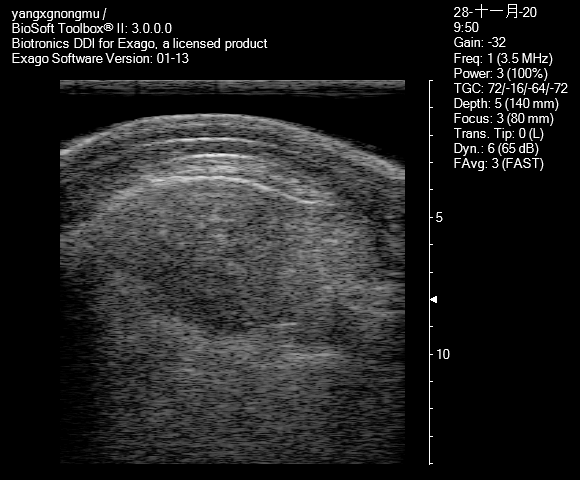 yangxgnongmu /
BioSoft Toolbox® II: 3.0.0.0
Biotronics DDI for Exago, a licensed product
Exago Software Version: 01-13
28-十一月-20
9:50
Gain: -32
Freq: 1 (3.5 MHz)
Power: 3 (100%)
TGC: 72/-16/-64/-72
Depth: 5 (140 mm)
Focus: 3 (80 mm)
Trans. Tip: 0 (L)
Dyn.: 6 (65 dB)
FAvg: 3 (FAST)
5
10